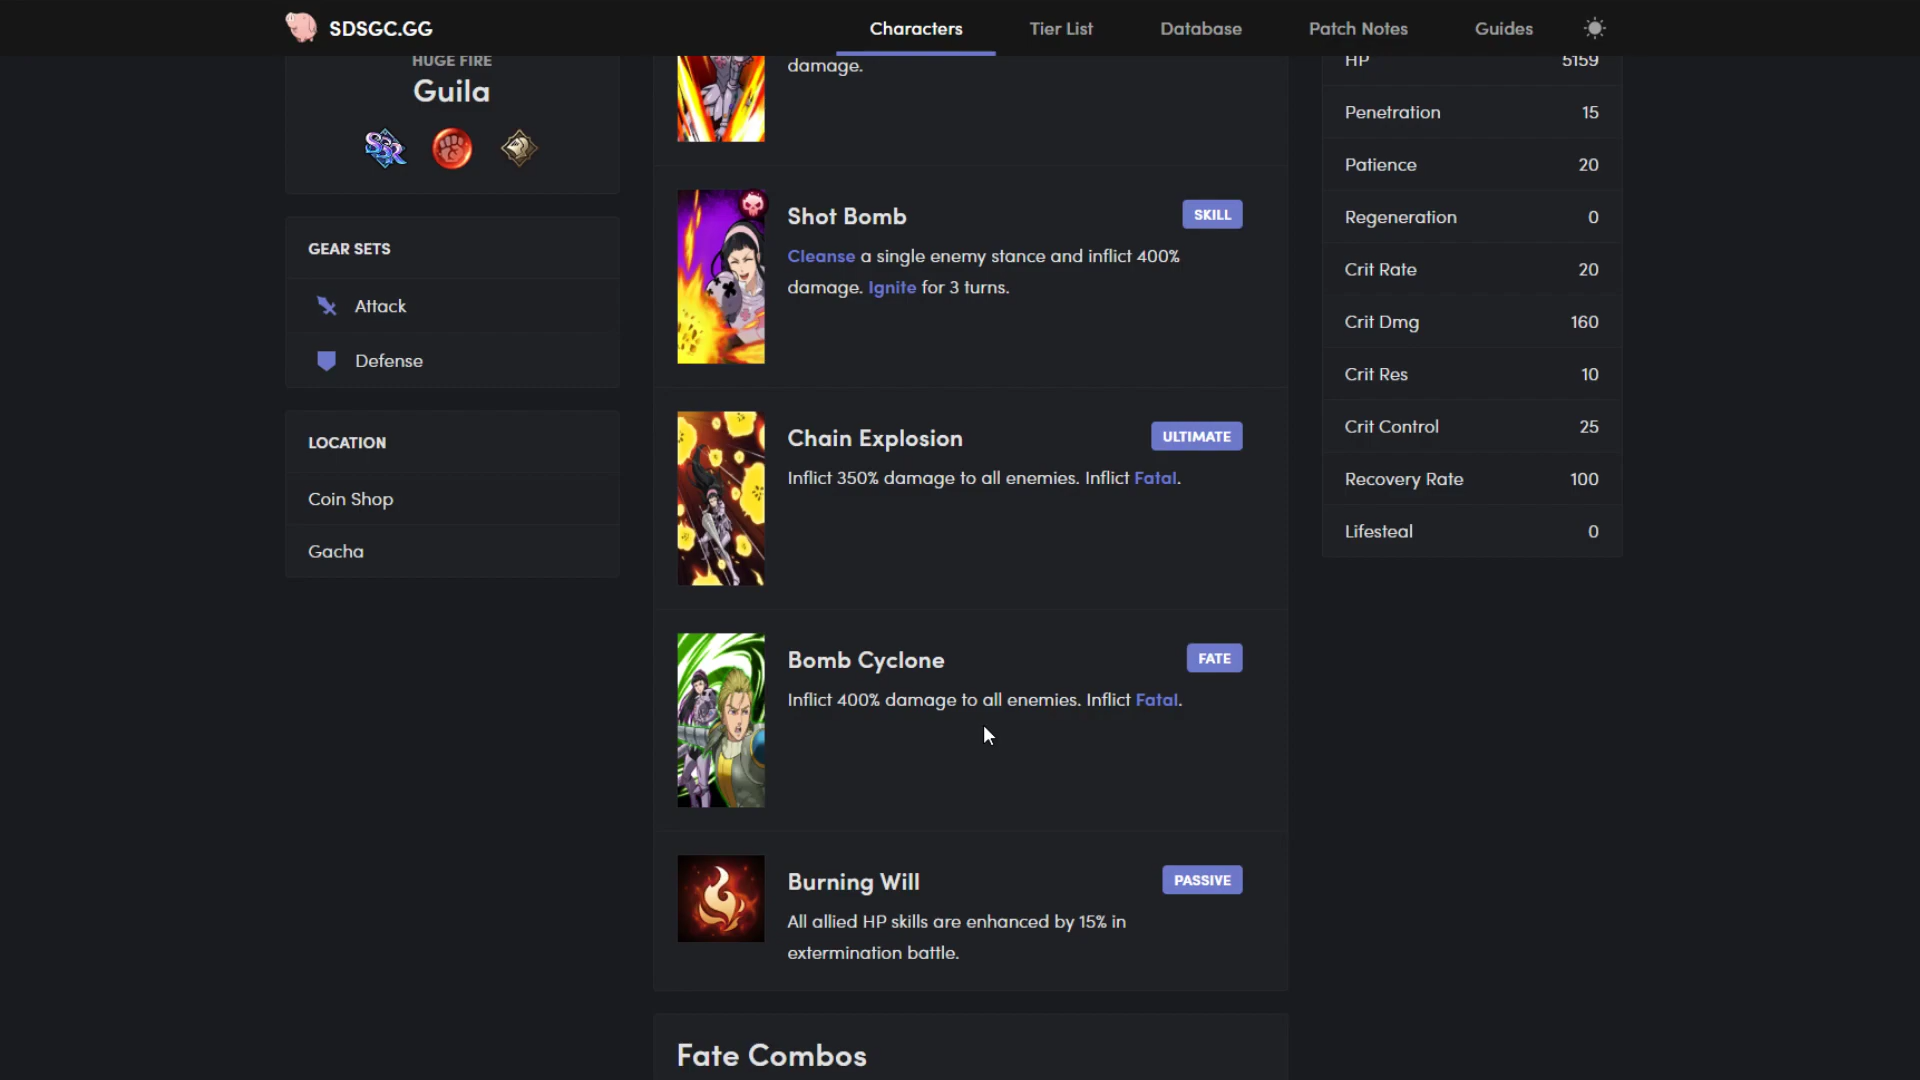 SDSGC.GG
Characters
Tier List
Database
Patch Notes
Guides
HUGE FIRE
Guila
SSR
GEAR SETS
Attack
Defense
LOCATION
Coin Shop
Gacha
damage.
Shot Bomb
SKILL
Cleanse a single enemy stance and inflict 400%
damage. Ignite for 3 turns.
Chain Explosion
ULTIMATE
Inflict 350% damage to all enemies. Inflict Fatal.
Bomb Cyclone
FATE
Inflict 400% damage to all enemies. Inflict Fatal.
Burning Will
PASSIVE
All allied HP skills are enhanced by 15% in
extermination battle.
Fate Combos
HP 5159
Penetration 15
Patience 20
Regeneration 0
Crit Rate 20
Crit Dmg 160
Crit Res 10
Crit Control 25
Recovery Rate 100
Lifesteal 0